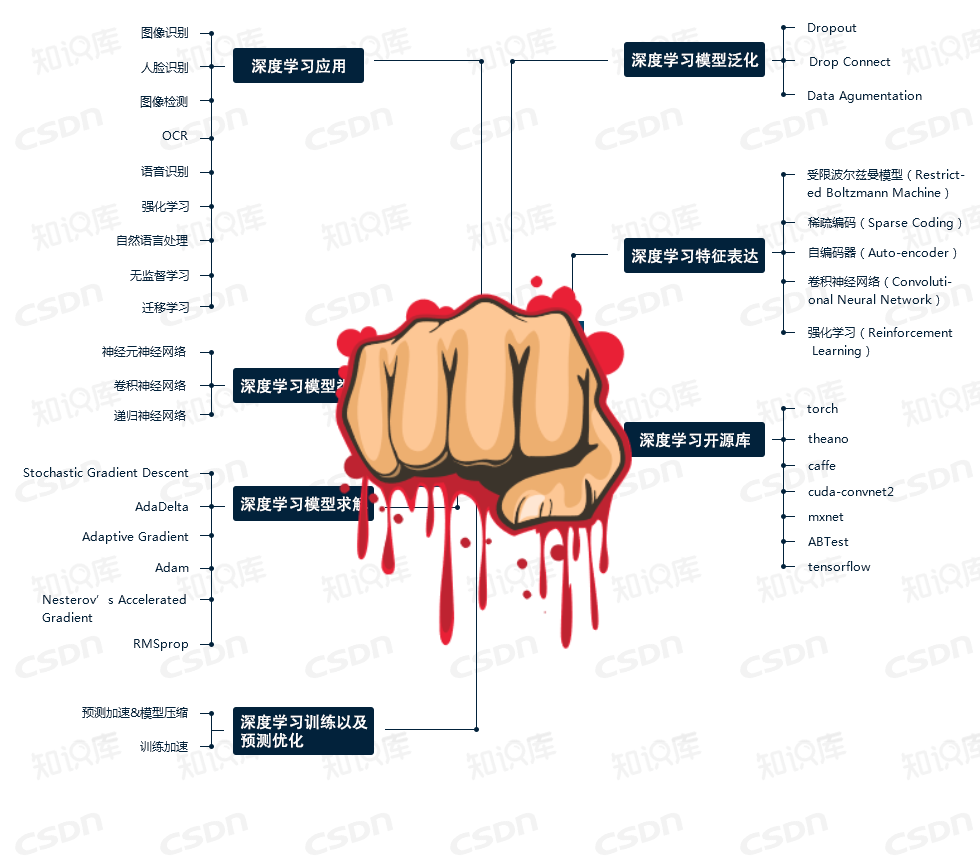 深度学习应用
图像识别
人脸识别
图像检测
OCR
语音识别
强化学习
自然语言处理
无监督学习
迁移学习
深度学习模型
神经元神经网络
卷积神经网络
递归神经网络
深度学习模型求解
Stochastic Gradient Descent
AdaDelta
Adaptive Gradient
Adam
Nesterov’s Accelerated
Gradient
RMSprop
深度学习训练以及
预测优化
预测加速&模型压缩
训练加速
深度学习模型泛化
Dropout
Drop Connect
Data Agumentation
深度学习特征表达
受限波尔兹曼模型 ( Restrict-
ed Boltzmann Machine )
稀疏编码 ( Sparse Coding )
自编码器 ( Auto-encoder )
卷积神经网络 ( Convoluti-
onal Neural Network )
强化学习 ( Reinforcement
Learning )
深度学习开源库
torch
theano
caffe
cuda-convnet2
mxnet
ABTest
tensorflow
知识库
CSDN